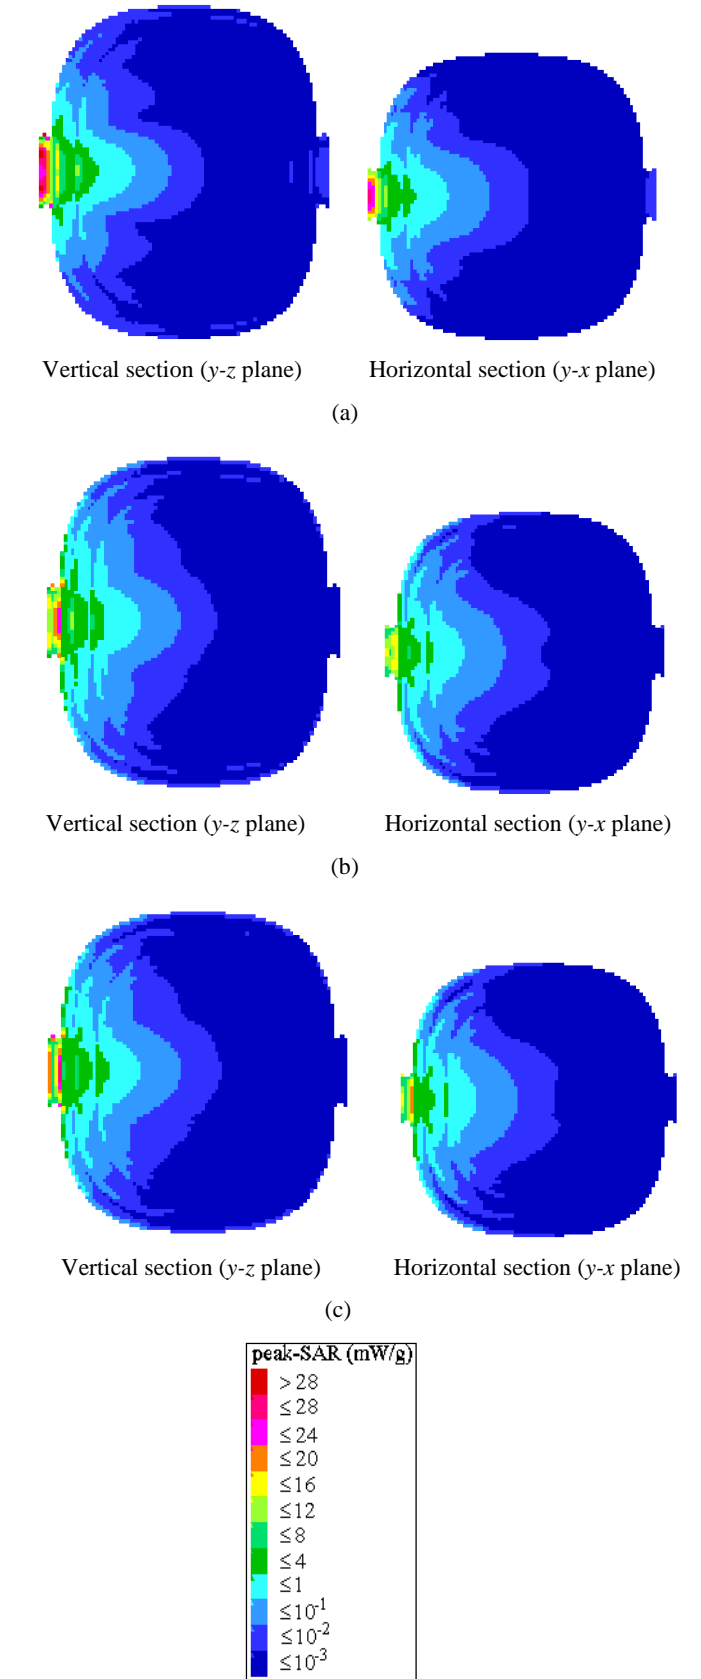 Vertical section (y-z plane) Horizontal section (y-x plane)
(a)
Vertical section (y-z plane) Horizontal section (y-x plane)
(b)
Vertical section (y-z plane) Horizontal section (y-x plane)
(c)
peak-SAR (mW/g)
> 28
≤ 28
≤ 24
≤ 20
≤ 16
≤ 12
≤ 8
≤ 4
≤ 1
≤ 10⁻¹
≤ 10⁻²
≤ 10⁻³